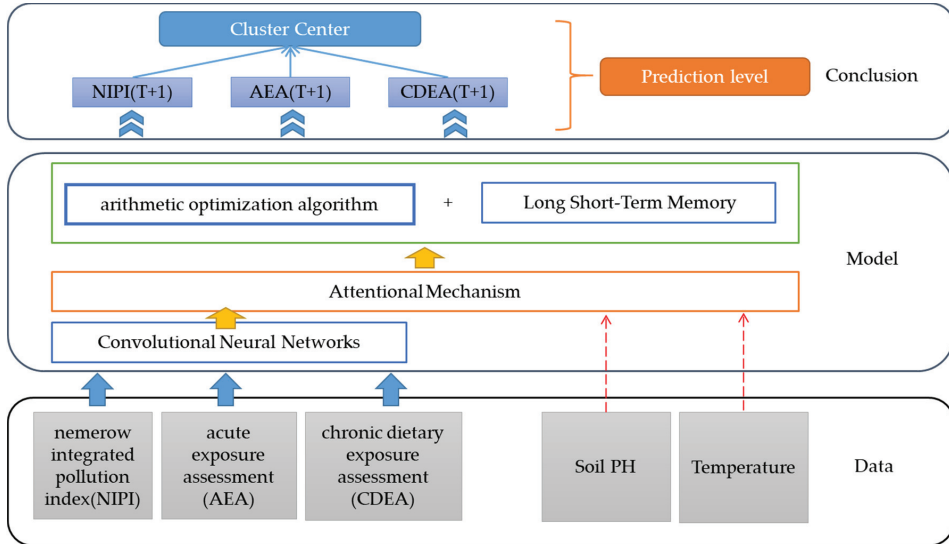 Cluster Center
NIPI(T+1)
AEA(T+1)
CDEA(T+1)
Prediction level
Conclusion
arithmetic optimization algorithm
+
Long Short-Term Memory
Attentional Mechanism
Model
Convolutional Neural Networks
nemerow
integrated
pollution
index(NIPI)
acute
exposure
assessment
(AEA)
chronic dietary
exposure
assessment
(CDEA)
Soil PH
Temperature
Data